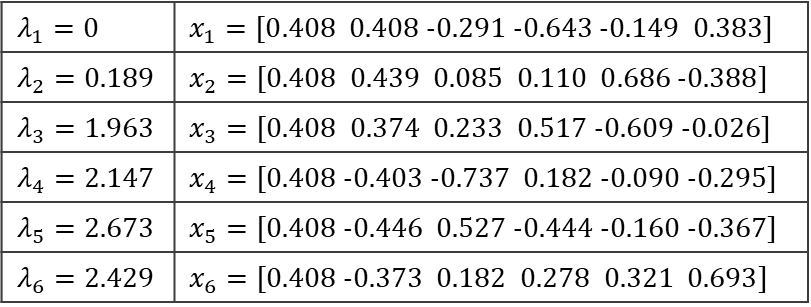 λ₁ = 0 x₁ = [0.408 0.408 -0.291 -0.643 -0.149 0.383]
λ₂ = 0.189 x₂ = [0.408 0.439 0.085 0.110 0.686 -0.388]
λ₃ = 1.963 x₃ = [0.408 0.374 0.233 0.517 -0.609 -0.026]
λ₄ = 2.147 x₄ = [0.408 -0.403 -0.737 0.182 -0.090 -0.295]
λ₅ = 2.673 x₅ = [0.408 -0.446 0.527 -0.444 -0.160 -0.367]
λ₆ = 2.429 x₆ = [0.408 -0.373 0.182 0.278 0.321 0.693]